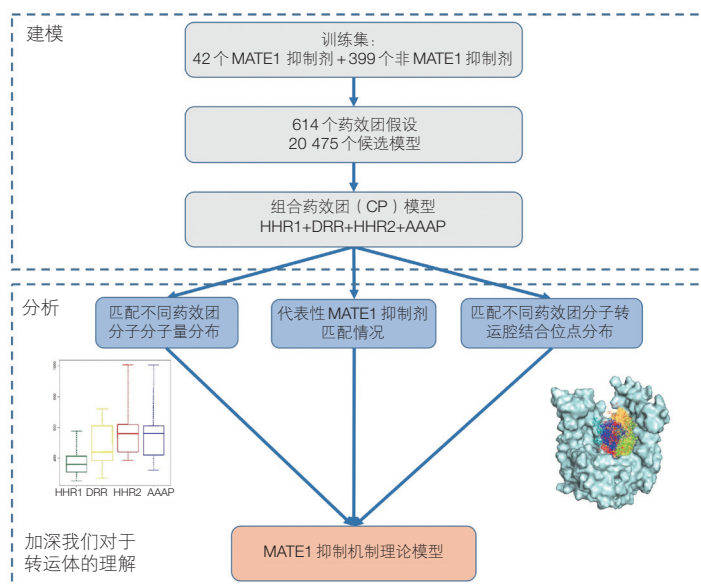 建模
训练集：
42个MATE1 抑制剂+399个非MATE1抑制剂
614个药效团假设
20 475个候选模型
组合药效团（CP）模型
HHR1+DRR+HHR2+AAAP
分析
匹配不同药效团
分子分子量分布
代表性MATE1抑制剂
匹配情况
匹配不同药效团分子转
运腔结合位点分布
HHR1 DRR HHR2 AAAP
加深我们对于
转运体的理解
MATE1抑制机制理论模型